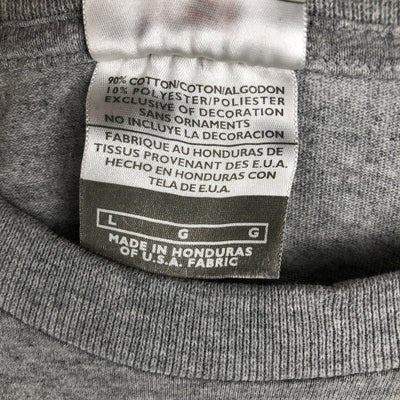 90% COTTON/COTON/ALGODON
10% POLYESTER/POLIESTER
EXCLUSIVE OF DECORATION
SANS ORNAMENTS
NO INCLUYE LA DECORACION
FABRIQUE AU HONDURAS DE
TISSUS PROVENANT DES E.U.A.
HECHO EN HONDURAS CON
TELA DE E.U.A.
L G G
MADE IN HONDURAS
OF U.S.A. FABRIC